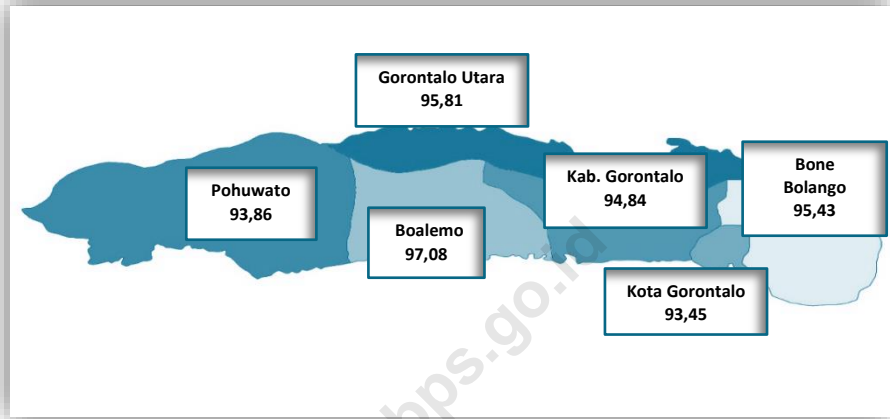 Gorontalo Utara
95,81
Pohuwato
93,86
Boalemo
97,08
Kab. Gorontalo
94,84
Bone
Bolango
95,43
Kota Gorontalo
93,45
bps.go.id